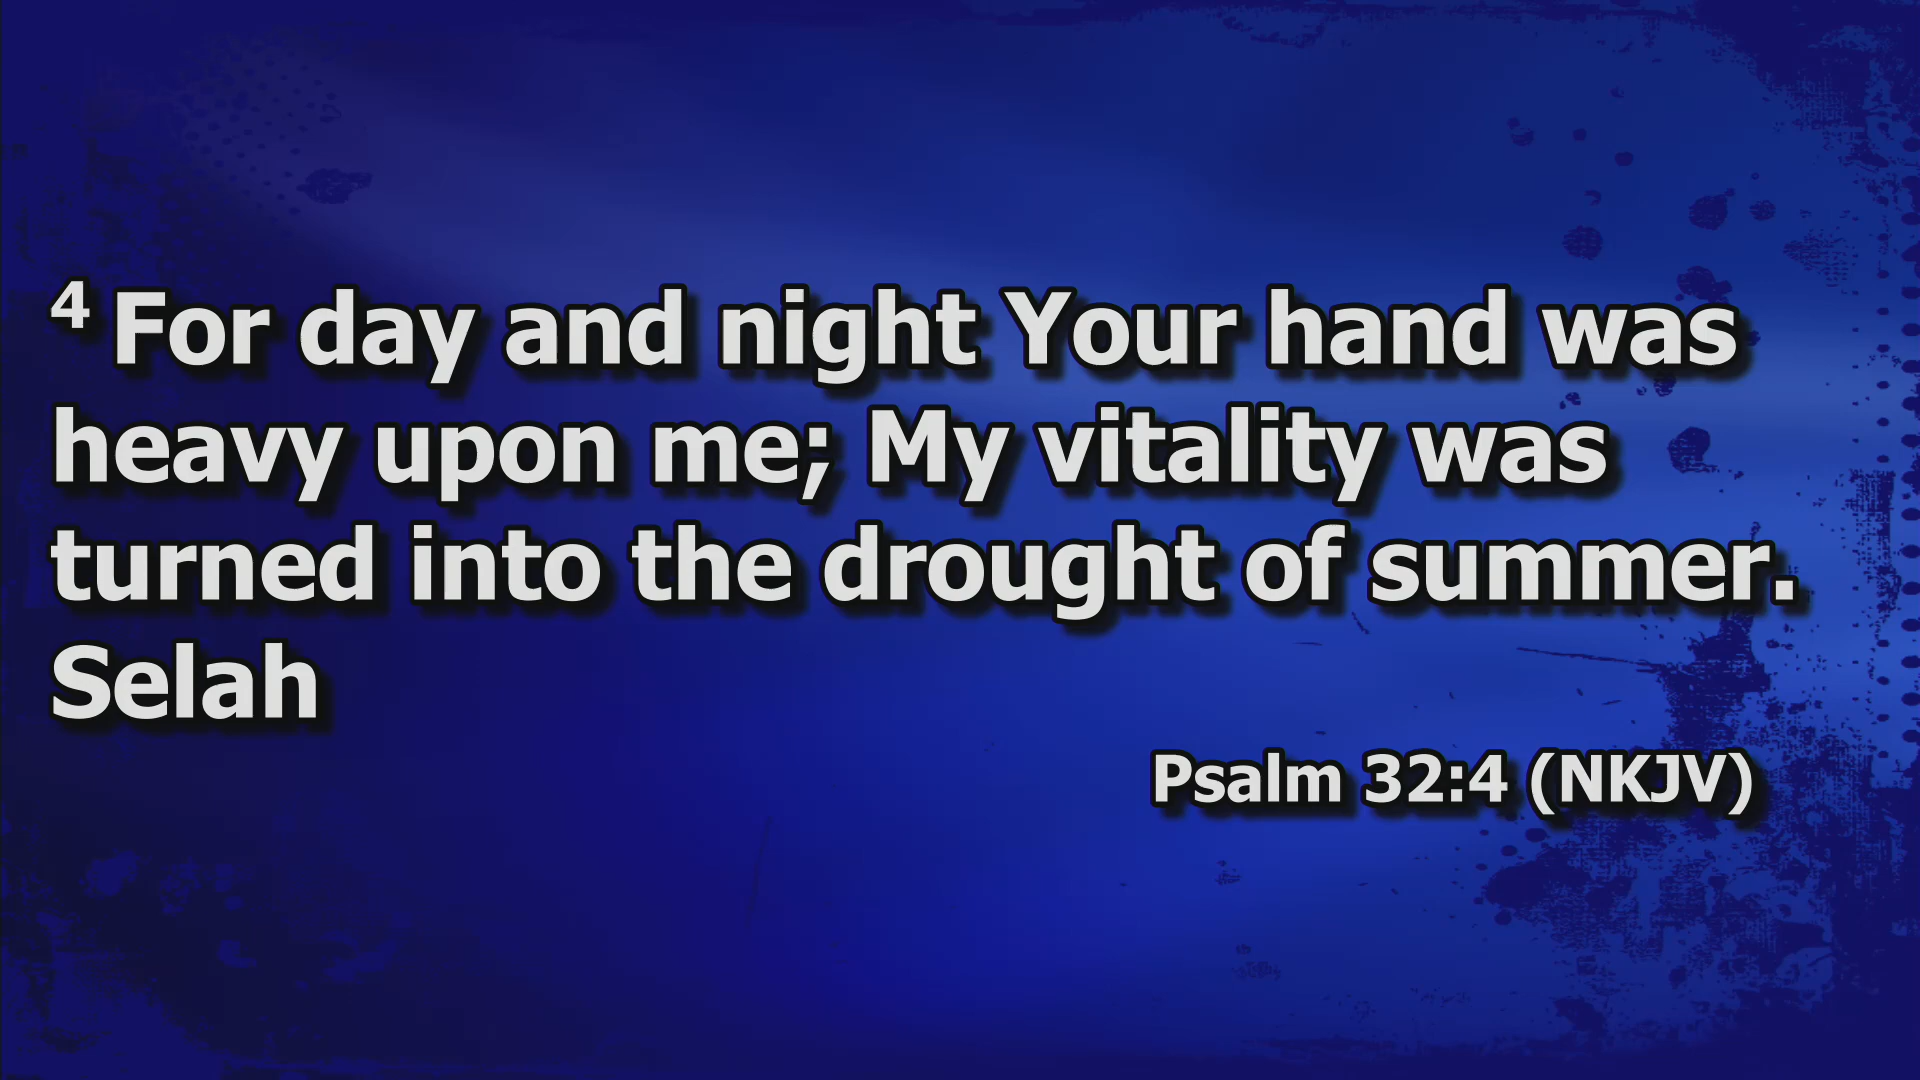 4 For day and night Your hand was
heavy upon me; My vitality was
turned into the drought of summer.
Selah
Psalm 32:4 (NKJV)